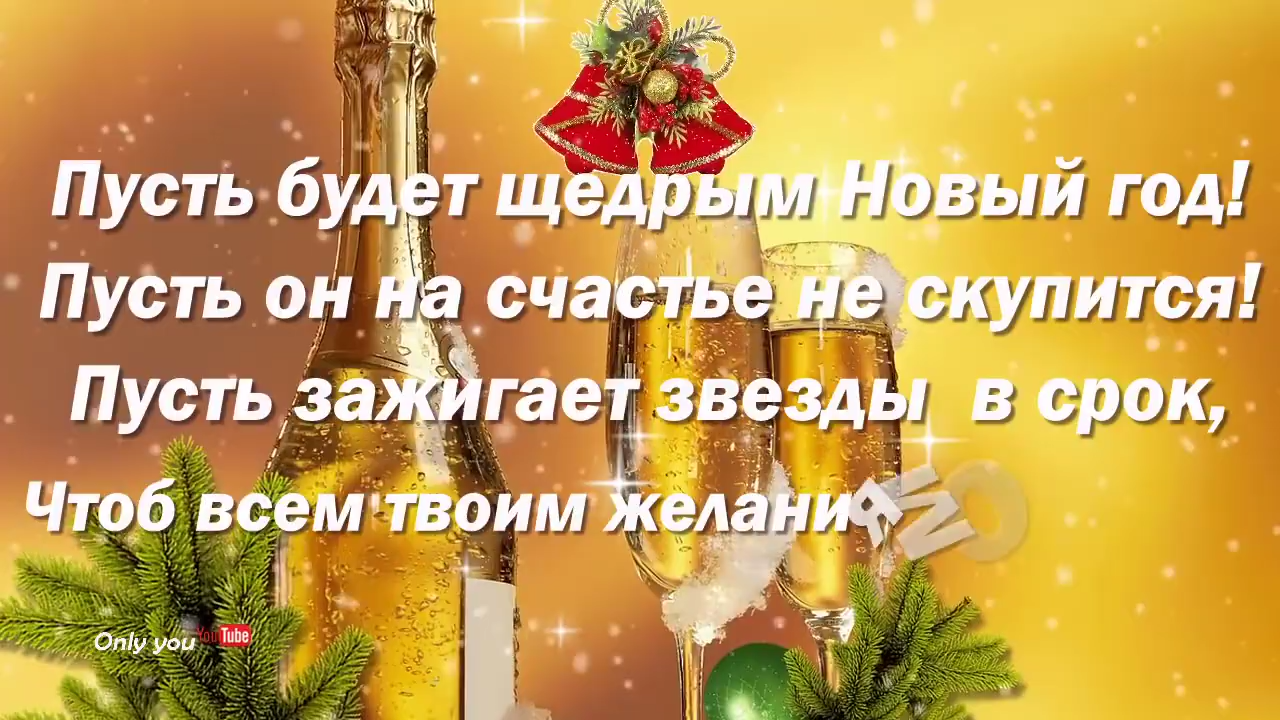 Пусть будет щедрым Новый год!
Пусть он на счастье не скупится!
Пусть зажигает звезды в срок,
Чтоб всем твоим желаниям
Only you YouTube